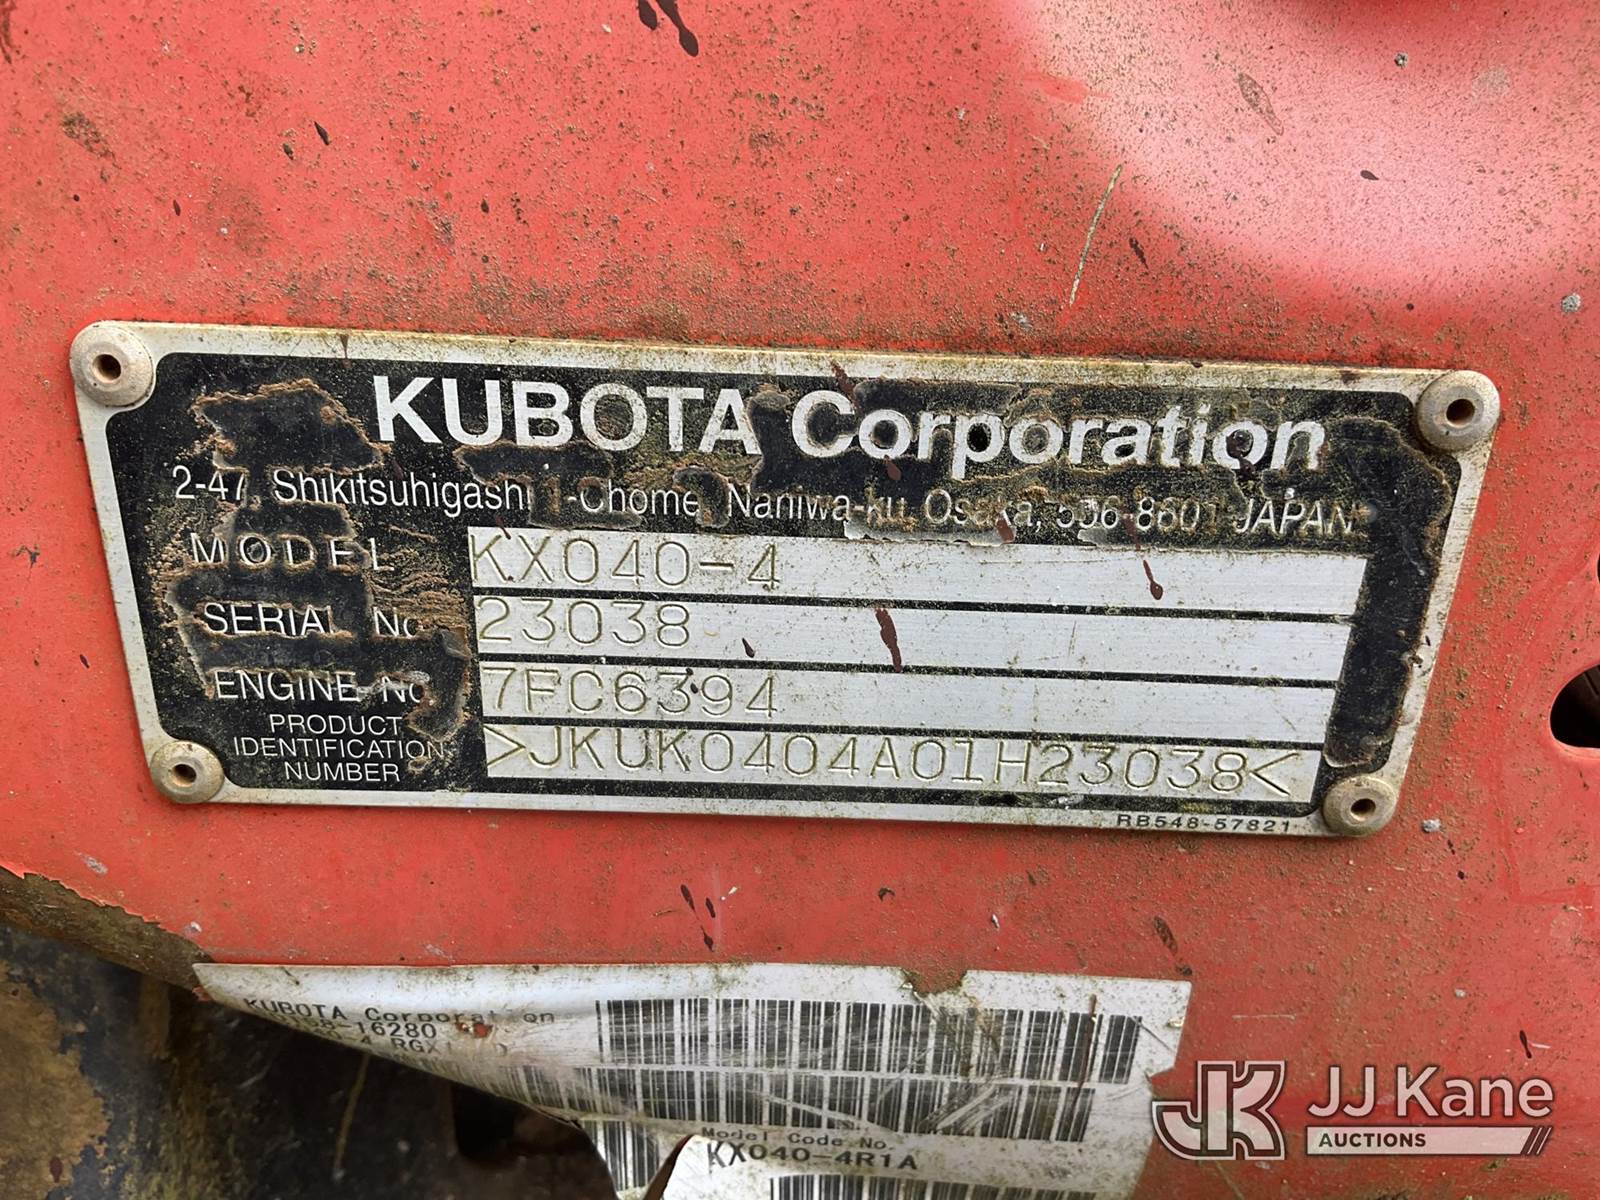 KUBOTA Corporation
2-47, Shikitsuhigashi 1-Chome, Naniwa-ku, Osaka, 556-8601 JAPAN
MODEL KX040-4
SERIAL No. 23038
ENGINE No. 7FC6394
PRODUCT
IDENTIFICATION
NUMBER >JKUK0404A01H23038<
RB548-57821
KUBOTA Corporation
-16280
Model Code No.
KX040-4R1A
JK JJ Kane
AUCTIONS